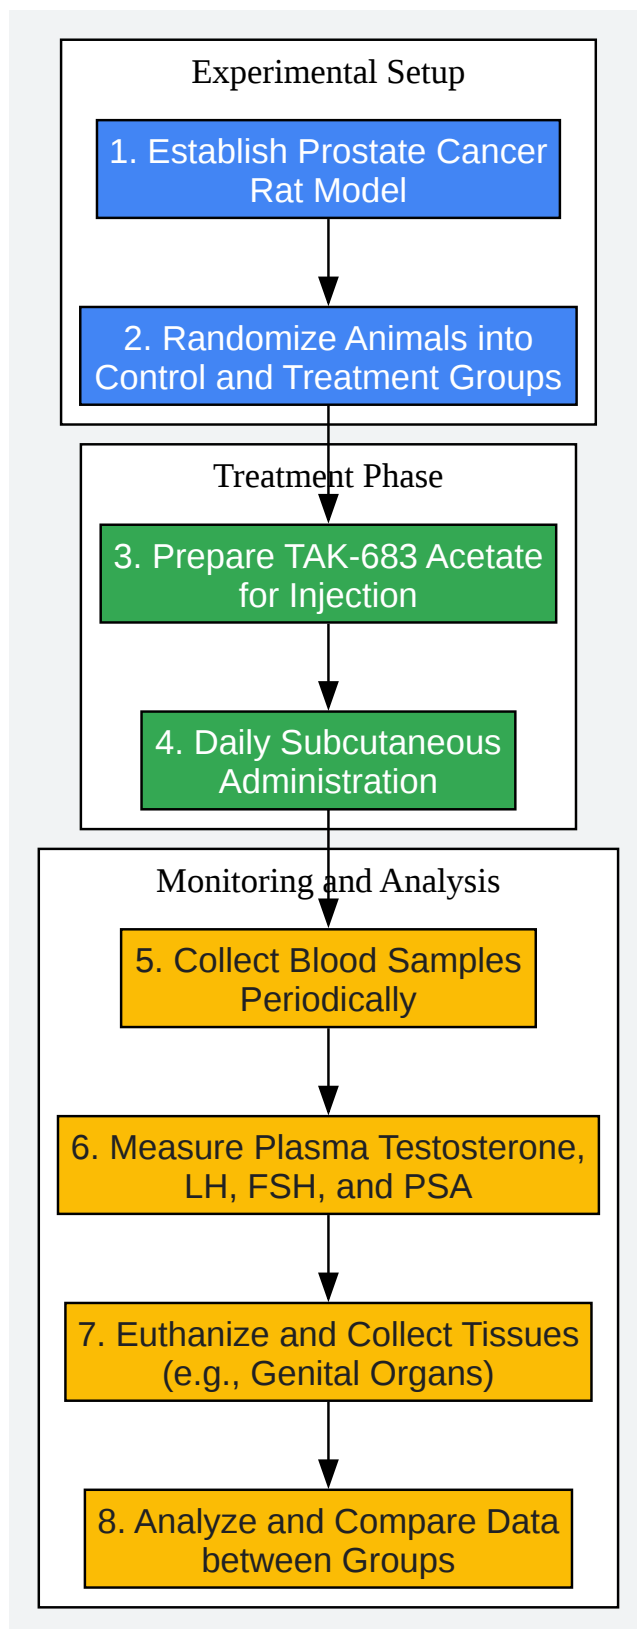 Experimental Setup
1. Establish Prostate Cancer
Rat Model
2. Randomize Animals into
Control and Treatment Groups
Treatment Phase
3. Prepare TAK-683 Acetate
for Injection
4. Daily Subcutaneous
Administration
Monitoring and Analysis
5. Collect Blood Samples
Periodically
6. Measure Plasma Testosterone,
LH, FSH, and PSA
7. Euthanize and Collect Tissues
(e.g., Genital Organs)
8. Analyze and Compare Data
between Groups